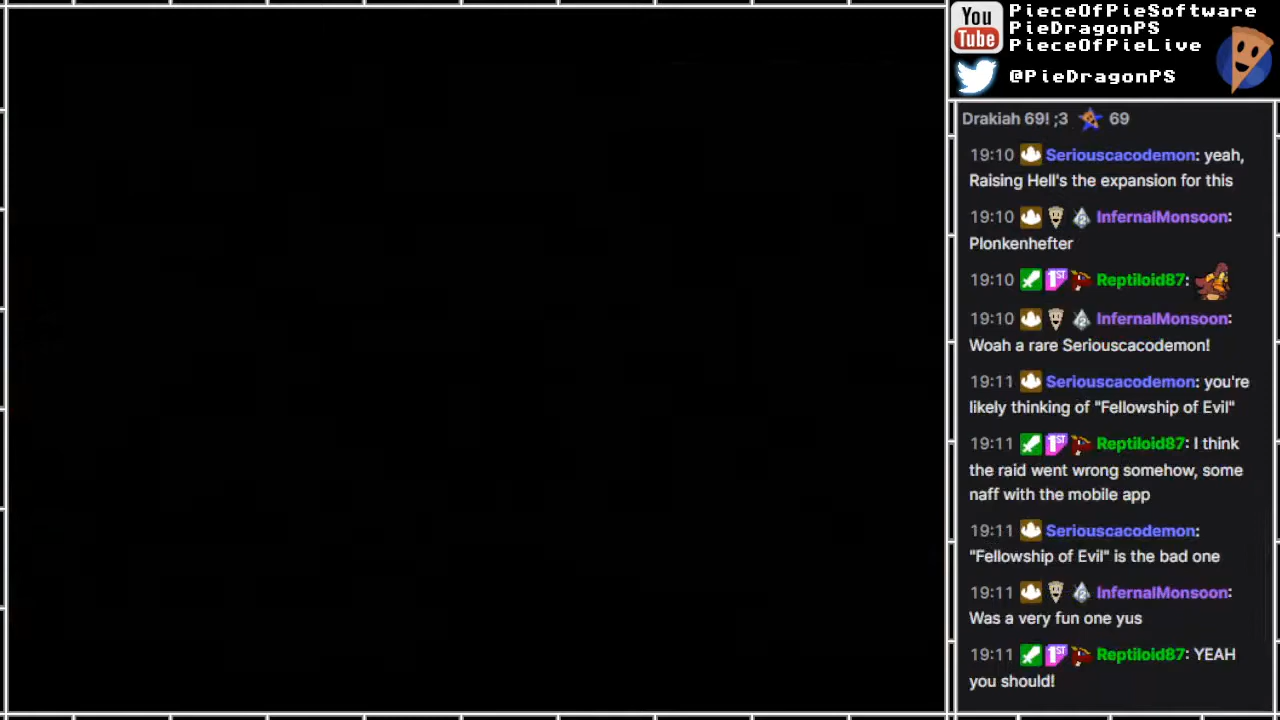 You
Tube
PieceOfPieSoftware
PieDragonPS
PieceOfPieLive
@PieDragonPS
Drakiah 69! ;3 69
19:10 Seriouscacodemon: yeah,
Raising Hell's the expansion for this
19:10 InfernalMonsoon:
Plonkenhefter
19:10 1ST Reptiloid87:
19:10 InfernalMonsoon:
Woah a rare Seriouscacodemon!
19:11 Seriouscacodemon: you're
likely thinking of "Fellowship of Evil"
19:11 1ST Reptiloid87: I think
the raid went wrong somehow, some
naff with the mobile app
19:11 Seriouscacodemon:
"Fellowship of Evil" is the bad one
19:11 InfernalMonsoon:
Was a very fun one yus
19:11 1ST Reptiloid87: YEAH
you should!